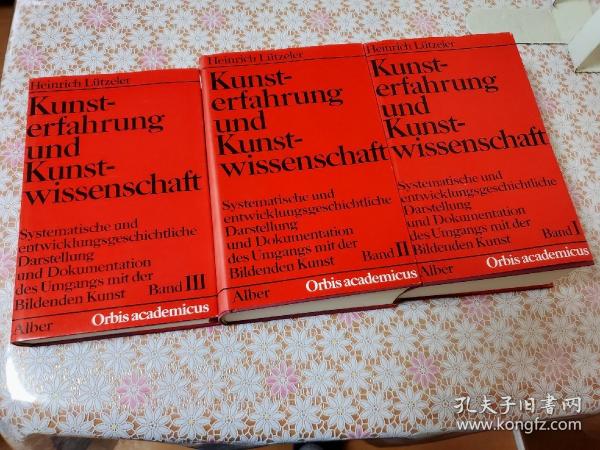 Heinrich Lützeler
Kunst-
erfahrung
und
Kunst-
wissenschaft
Systematische und
entwicklungsgeschichtliche
Darstellung
und Dokumentation
des Umgangs mit der
Bildenden Kunst Band III
Alber Orbis academicus
Heinrich Lützeler
Kunst-
erfahrung
und
Kunst-
wissenschaft
Systematische und
entwicklungsgeschichtliche
Darstellung
und Dokumentation
des Umgangs mit der
Bildenden Kunst Band II
Alber Orbis academicus
Heinrich Lützeler
Kunst-
erfahrung
und
Kunst-
wissenschaft
Systematische und
entwicklungsgeschichtliche
Darstellung
und Dokumentation
des Umgangs mit der
Bildenden Kunst Band I
Alber Orbis academicus
孔夫子旧書网
www.kongfz.com